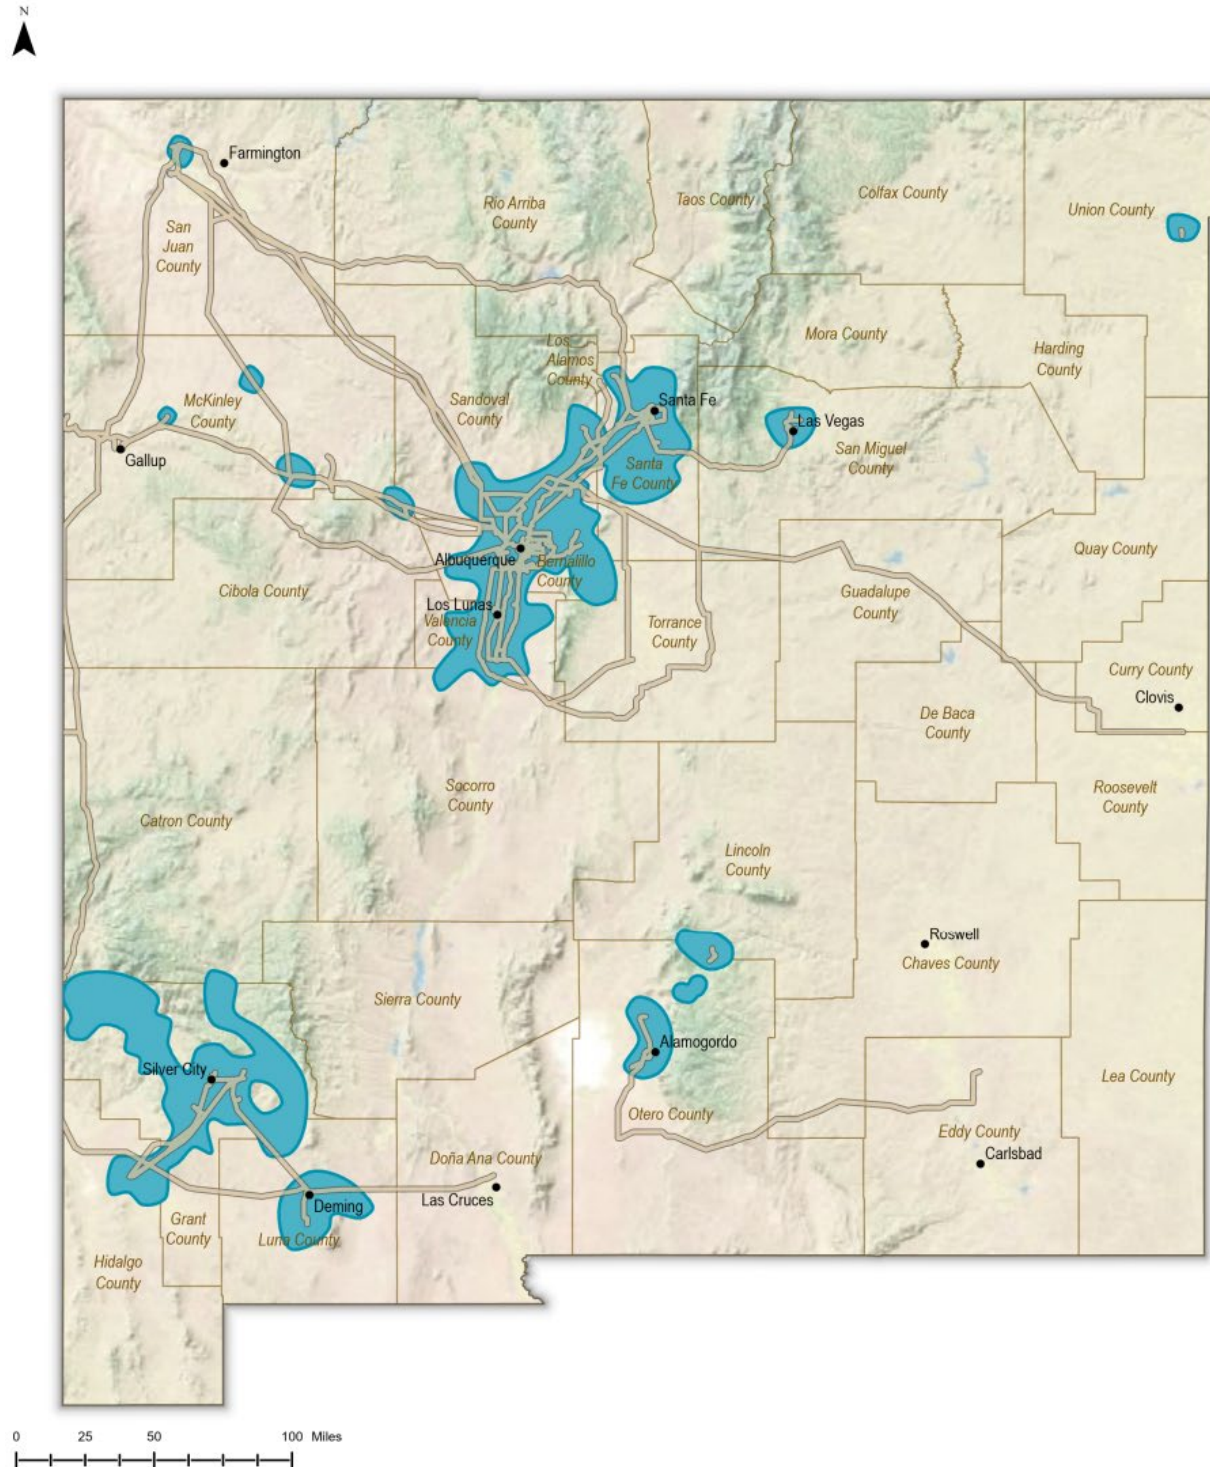 N
Farmington
Rio Arriba
County
Taos County
Colfax County
Union County
San
Juan
County
Los
Alamos
County
Mora County
Harding
County
McKinley
County
Sandoval
County
Santa Fe
Las Vegas
San Miguel
County
Gallup
Santa
Fe County
Albuquerque
Bernalillo
County
Quay County
Cibola County
Guadalupe
County
Los Lunas
Valencia
County
Torrance
County
Curry County
Clovis
De Baca
County
Socorro
County
Roosevelt
County
Catron County
Lincoln
County
Roswell
Chaves County
Sierra County
Alamogordo
Silver City
Lea County
Otero County
Eddy County
Carlsbad
Doña Ana County
Las Cruces
Deming
Grant
County
Luna County
Hidalgo
County
0 25 50 100 Miles